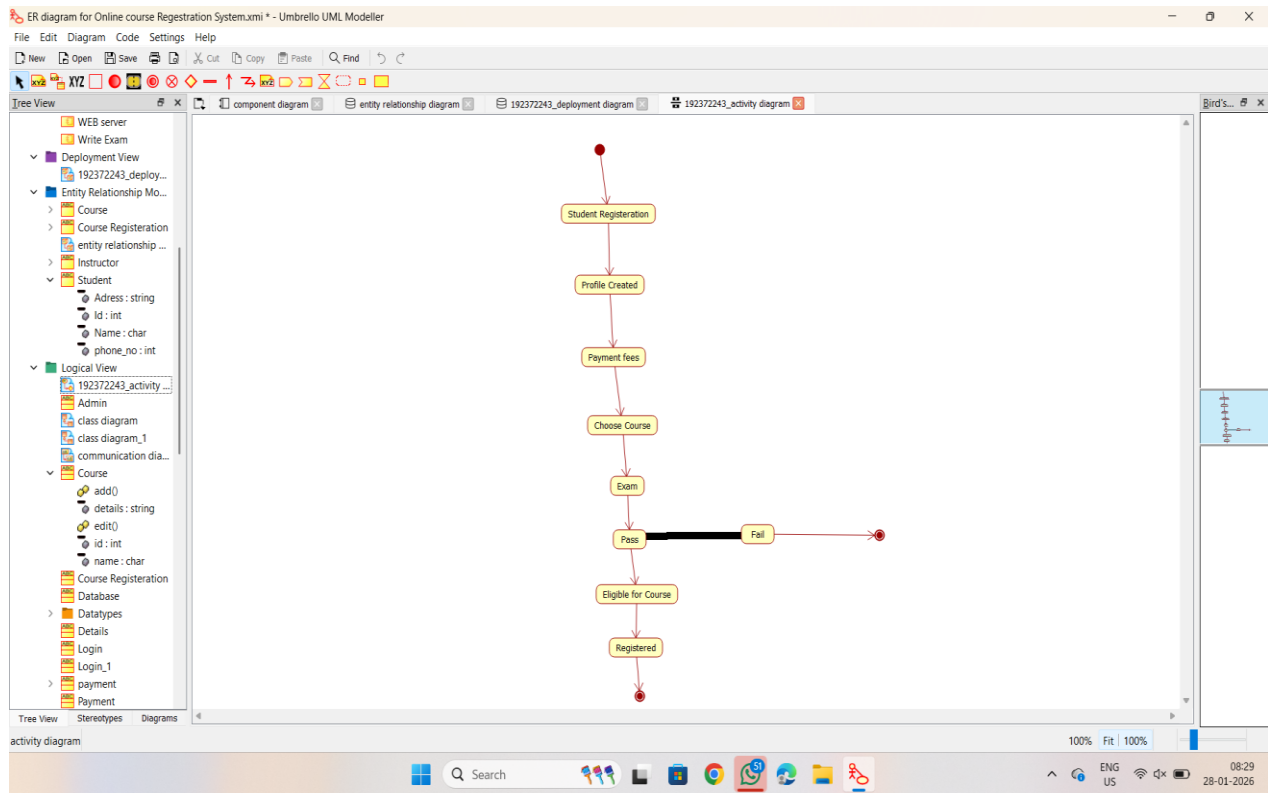 ER diagram for Online course Regestration System.xmi * - Umbrello UML Modeller
File Edit Diagram Code Settings Help
New Open Save Cut Copy Paste Find
XYZ XYZ XYZ
Tree View
component diagram entity relationship diagram 192372243_deployment diagram 192372243_activity diagram
Bird's...
WEB server
Write Exam
Deployment View
192372243_deploy...
Entity Relationship Mo...
Course
Course Registeration
entity relationship ...
Instructor
Student
Adress : string
Id : int
Name : char
phone_no : int
Logical View
192372243_activity ...
Admin
class diagram
class diagram_1
communication dia...
Course
add()
details : string
edit()
id : int
name : char
Course Registeration
Database
Datatypes
Details
Login
Login_1
payment
Payment
Tree View Stereotypes Diagrams
Student Registeration
Profile Created
Payment fees
Choose Course
Exam
Pass
Fail
Eligible for Course
Registered
activity diagram
100% Fit 100%
Search
51
ENG
US
08:29
28-01-2026